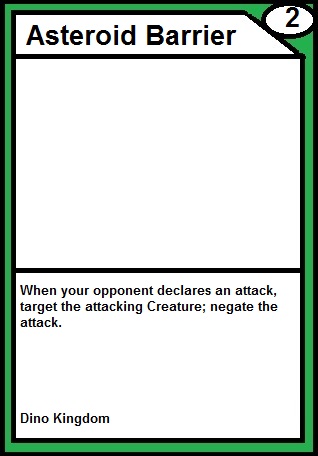 Asteroid Barrier
2
When your opponent declares an attack,
target the attacking Creature; negate the
attack.
Dino Kingdom